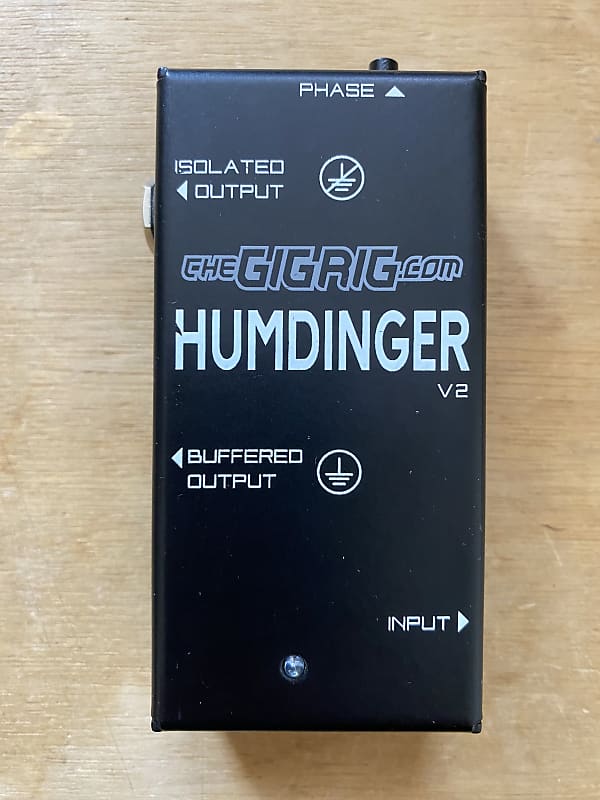 PHASE
ISOLATED
OUTPUT
THEGIGRIG.COM
HUMDINGER
V2
BUFFERED
OUTPUT
INPUT